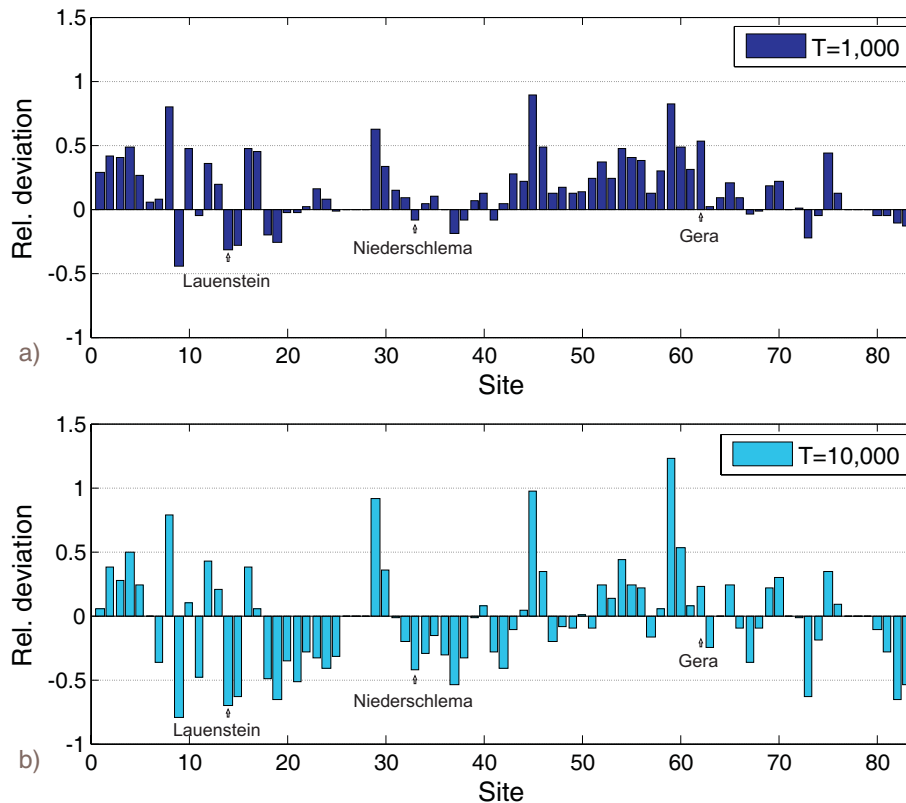 1.5
T=1,000
1
0.5
0
-0.5
-1
Rel. deviation
Lauenstein
Niederschlema
Gera
a)
0 10 20 30 40 50 60 70 80
Site
1.5
T=10,000
1
0.5
0
-0.5
-1
Rel. deviation
Lauenstein
Niederschlema
Gera
b)
0 10 20 30 40 50 60 70 80
Site